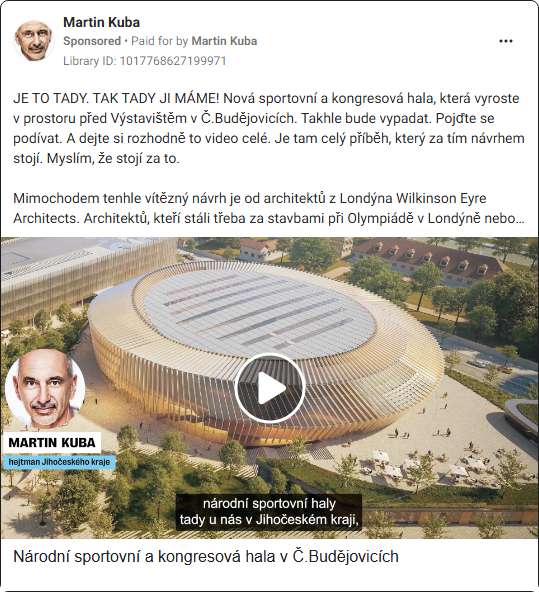 Martin Kuba
Sponsored • Paid for by Martin Kuba
Library ID: 1017768627199971
JE TO TADY. TAK TADY JI MÁME! Nová sportovní a kongresová hala, která vyroste
v prostoru před Výstavištěm v Č.Budějovicích. Takhle bude vypadat. Pojďte se
podívat. A dejte si rozhodně to video celé. Je tam celý příběh, který za tím návrhem
stojí. Myslím, že stojí za to.
Mimochodem tenhle vítězný návrh je od architektů z Londýna Wilkinson Eyre
Architects. Architektů, kteří stáli třeba za stavbami při Olympiádě v Londýně nebo...
MARTIN KUBA
hejtman Jihočeského kraje
národní sportovní haly
tady u nás v Jihočeském kraji,
Národní sportovní a kongresová hala v Č.Budějovicích